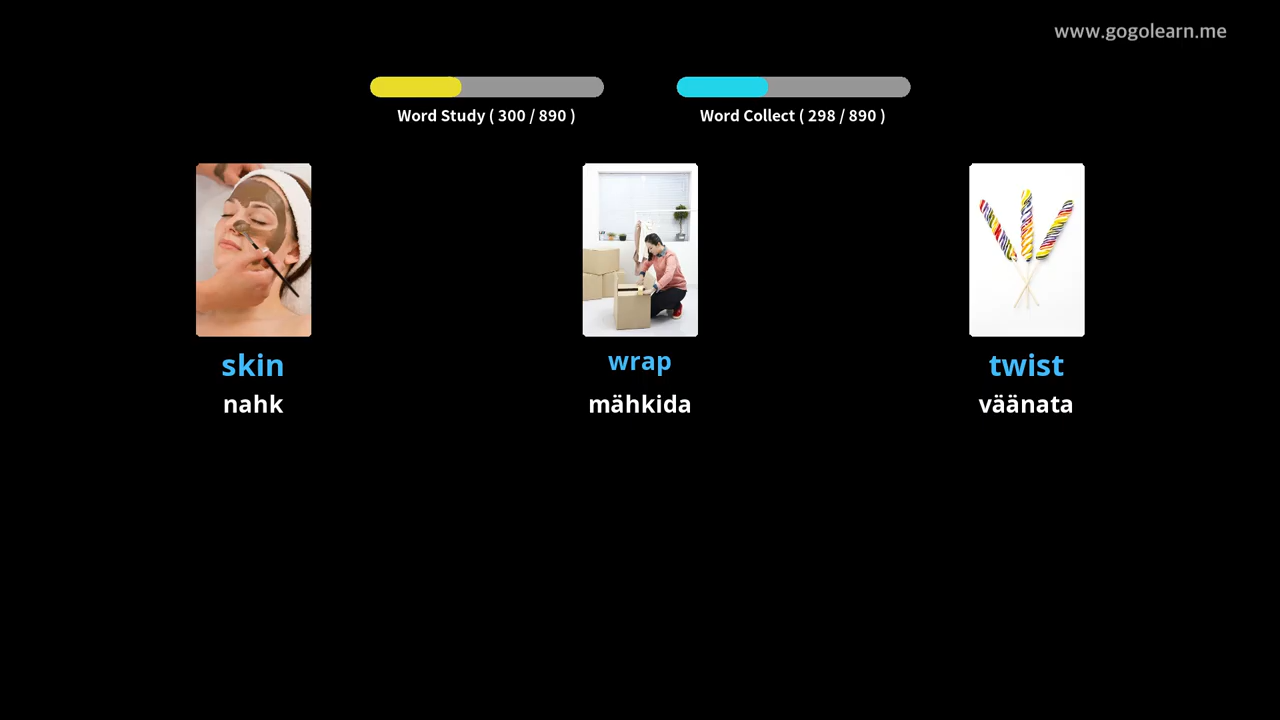 www.gogolearn.me
Word Study ( 300 / 890 )
Word Collect ( 298 / 890 )
skin
wrap
twist
nahk
mähkida
väänata